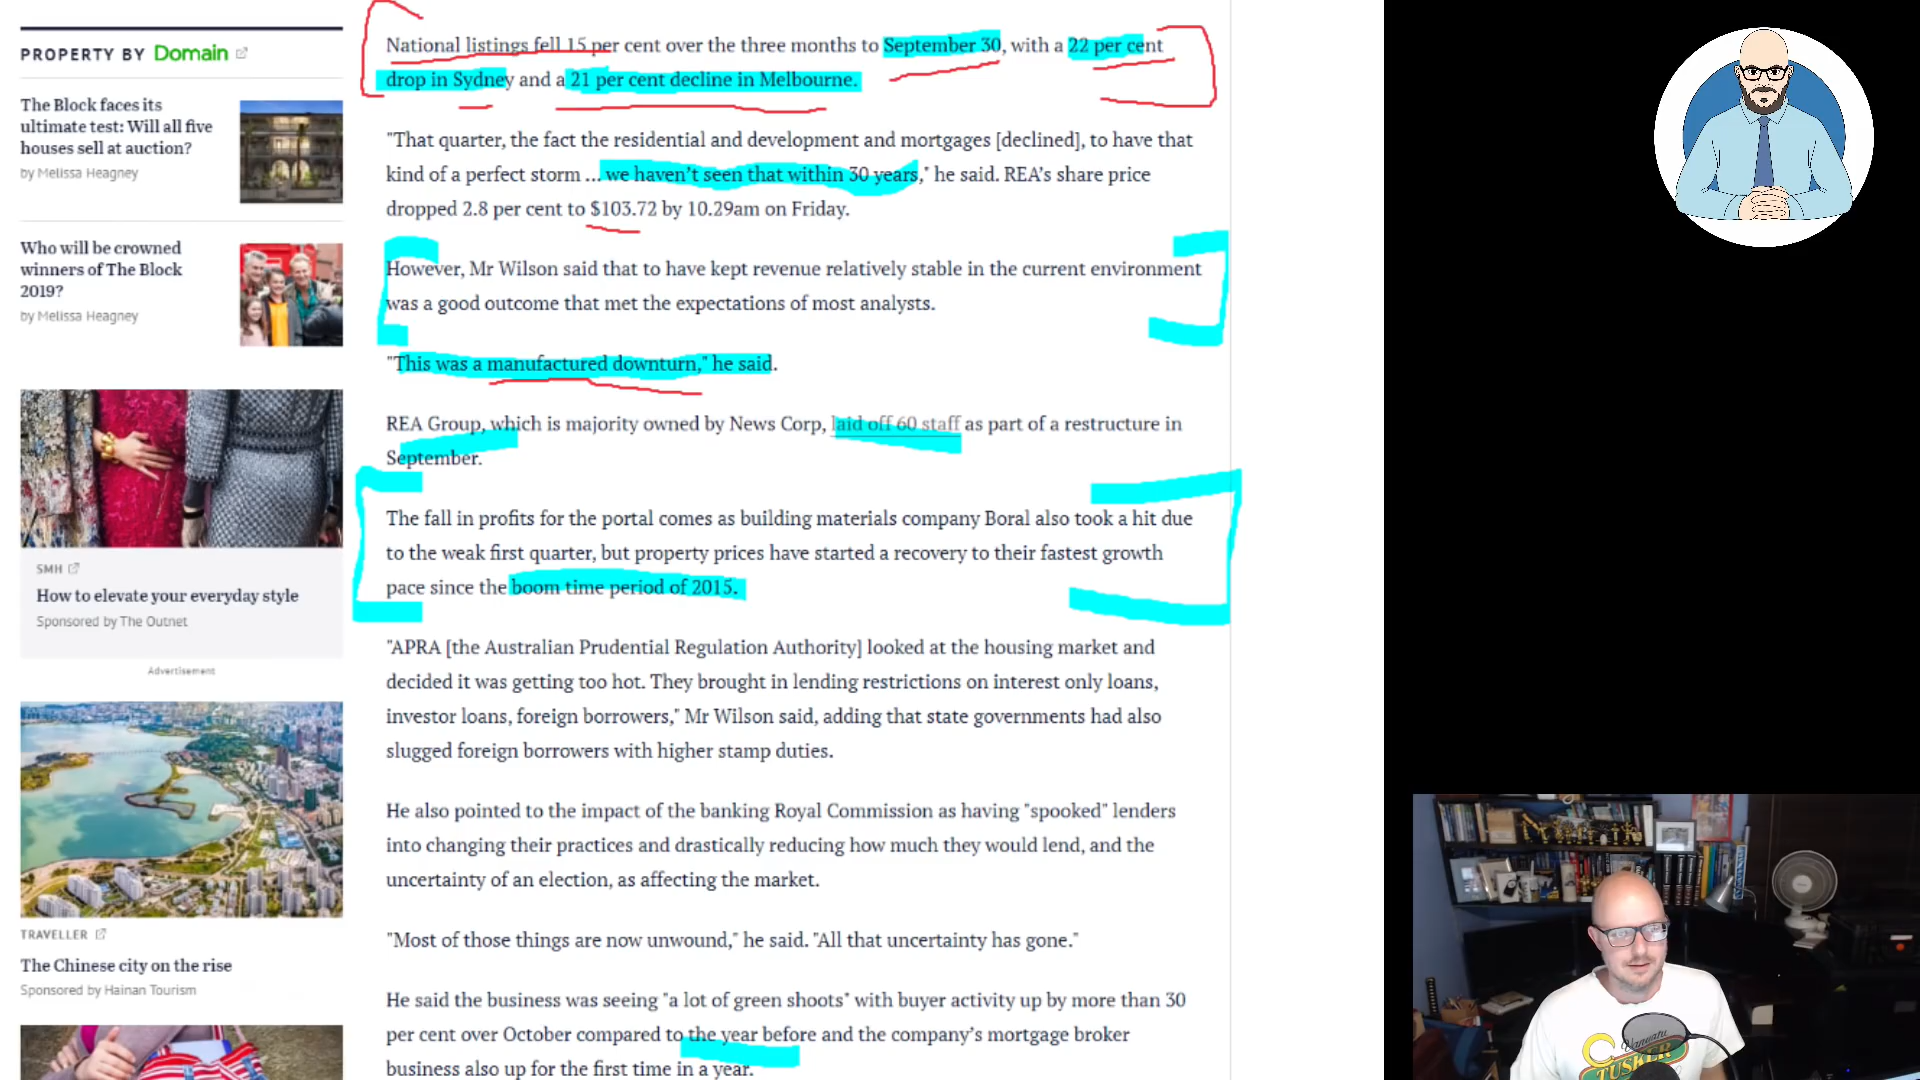 PROPERTY BY Domain
The Block faces its
ultimate test: Will all five
houses sell at auction?
by Melissa Heagney
Who will be crowned
winners of The Block
2019?
by Melissa Heagney
SMH
How to elevate your everyday style
Sponsored by The Outnet
Advertisement
TRAVELLER
The Chinese city on the rise
Sponsored by Hainan Tourism
National listings fell 15 per cent over the three months to September 30, with a 22 per cent
drop in Sydney and a 21 per cent decline in Melbourne.
"That quarter, the fact the residential and development and mortgages [declined], to have that
kind of a perfect storm ... we haven't seen that within 30 years," he said. REA's share price
dropped 2.8 per cent to $103.72 by 10.29am on Friday.
However, Mr Wilson said that to have kept revenue relatively stable in the current environment
was a good outcome that met the expectations of most analysts.
"This was a manufactured downturn," he said.
REA Group, which is majority owned by News Corp, laid off 60 staff as part of a restructure in
September.
The fall in profits for the portal comes as building materials company Boral also took a hit due
to the weak first quarter, but property prices have started a recovery to their fastest growth
pace since the boom time period of 2015.
"APRA [the Australian Prudential Regulation Authority] looked at the housing market and
decided it was getting too hot. They brought in lending restrictions on interest only loans,
investor loans, foreign borrowers," Mr Wilson said, adding that state governments had also
slugged foreign borrowers with higher stamp duties.
He also pointed to the impact of the banking Royal Commission as having "spooked" lenders
into changing their practices and drastically reducing how much they would lend, and the
uncertainty of an election, as affecting the market.
"Most of those things are now unwound," he said. "All that uncertainty has gone."
He said the business was seeing "a lot of green shoots" with buyer activity up by more than 30
per cent over October compared to the year before and the company's mortgage broker
business also up for the first time in a year.
Vanuatu
TUSKER